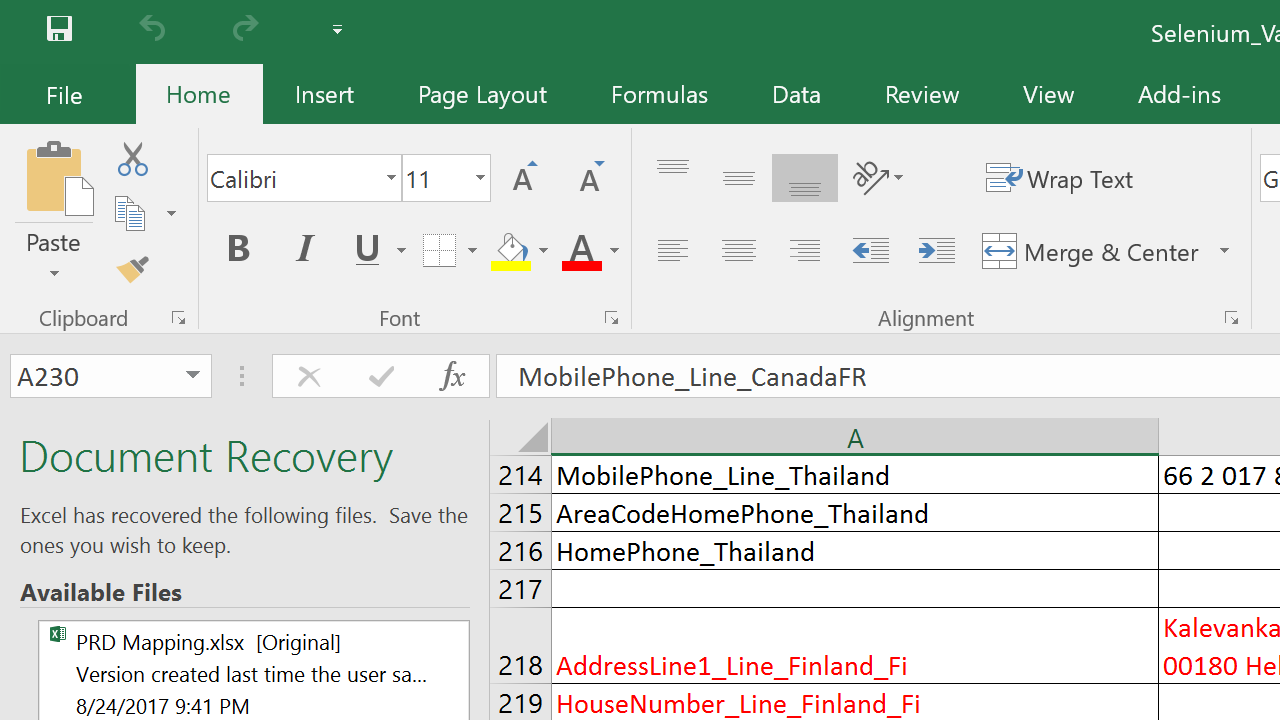 Selenium_Va
File Home Insert Page Layout Formulas Data Review View Add-ins
Calibri 11 Wrap Text G
Paste B I U A Merge & Center
Clipboard Font Alignment
A230 fx MobilePhone_Line_CanadaFR
Document Recovery
Excel has recovered the following files. Save the
ones you wish to keep.
Available Files
PRD Mapping.xlsx [Original]
Version created last time the user sa...
8/24/2017 9:41 PM
A
214 MobilePhone_Line_Thailand 66 2 017 8
215 AreaCodeHomePhone_Thailand
216 HomePhone_Thailand
217
Kalevanka
218 AddressLine1_Line_Finland_Fi 00180 Hel
219 HouseNumber_Line_Finland_Fi